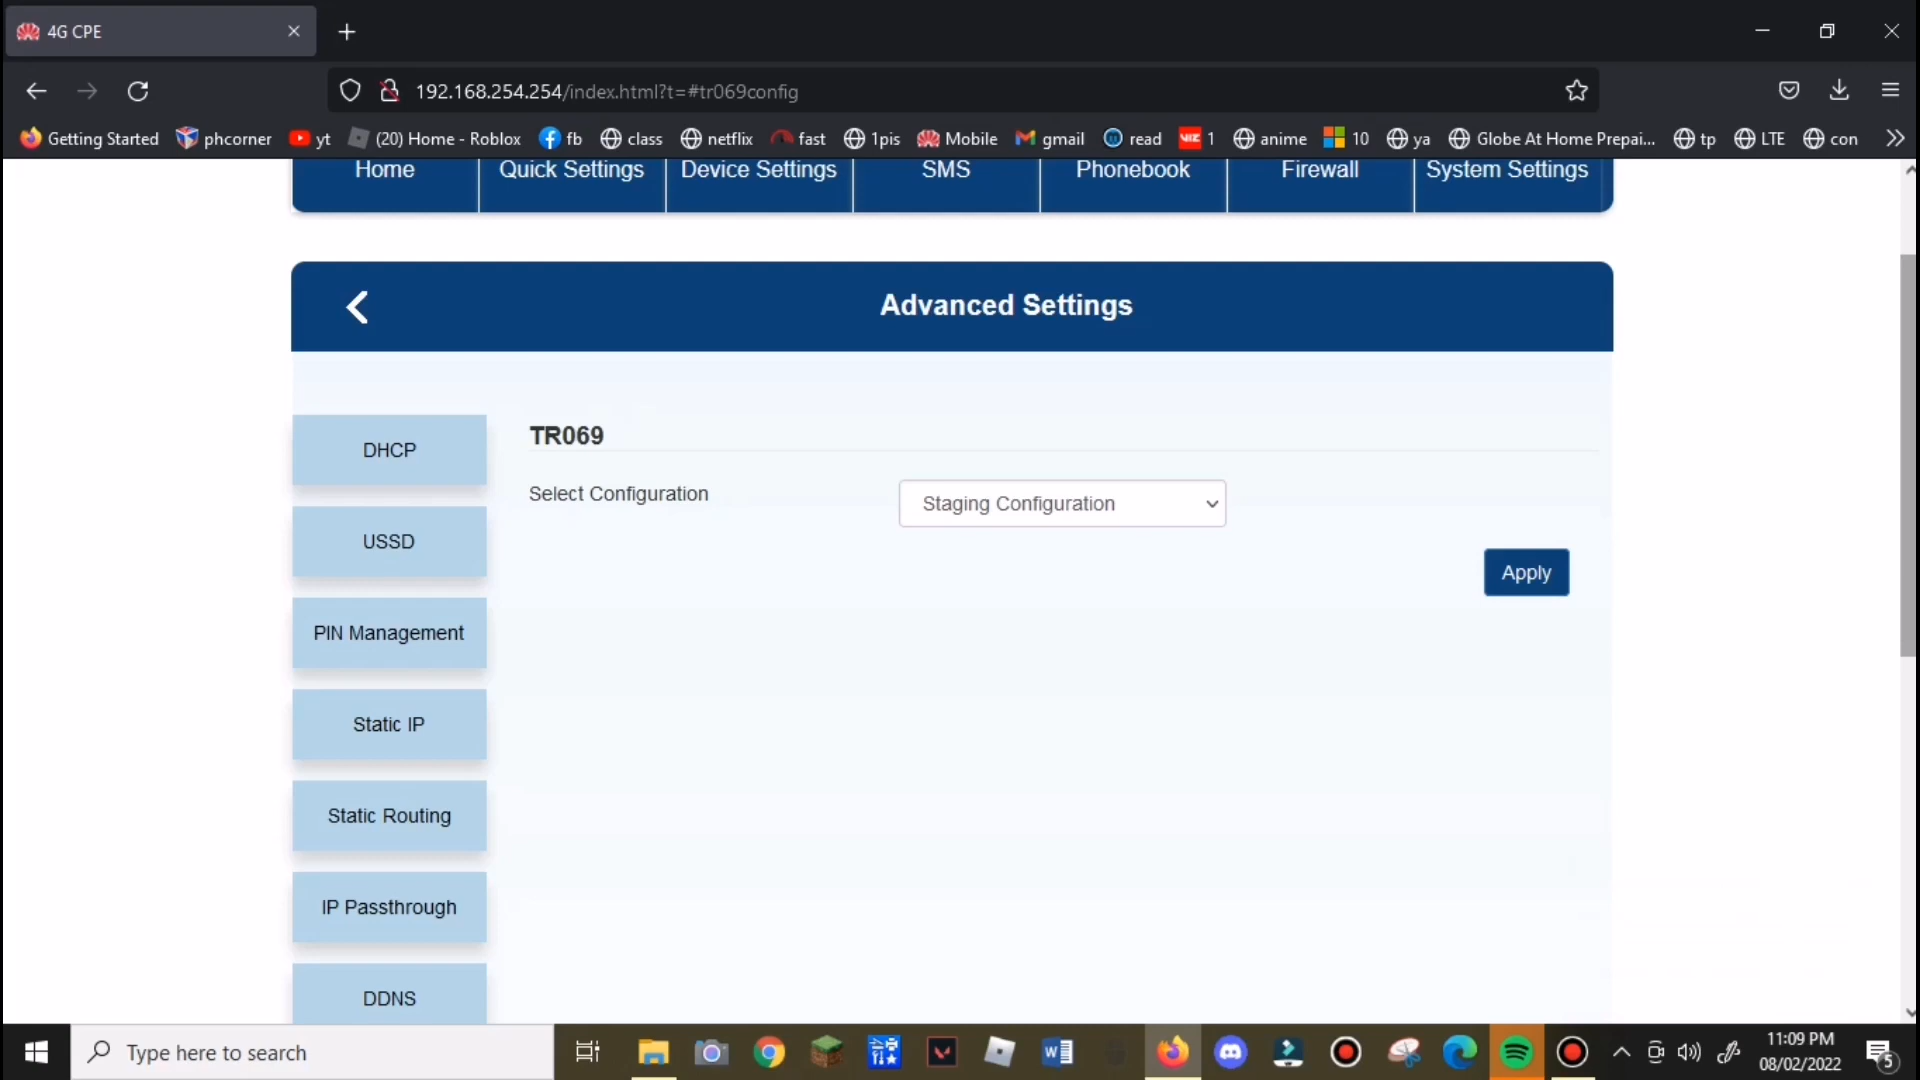 4G CPE
192.168.254.254/index.html?t=#tr069config
Getting Started phcorner yt (20) Home - Roblox fb class netflix fast 1pis Mobile gmail read 1 anime 10 ya Globe At Home Prepai... tp LTE con
Home Quick Settings Device Settings SMS Phonebook Firewall System Settings
Advanced Settings
DHCP
USSD
PIN Management
Static IP
Static Routing
IP Passthrough
DDNS
TR069
Select Configuration Staging Configuration
Apply
Type here to search
11:09 PM
08/02/2022
5